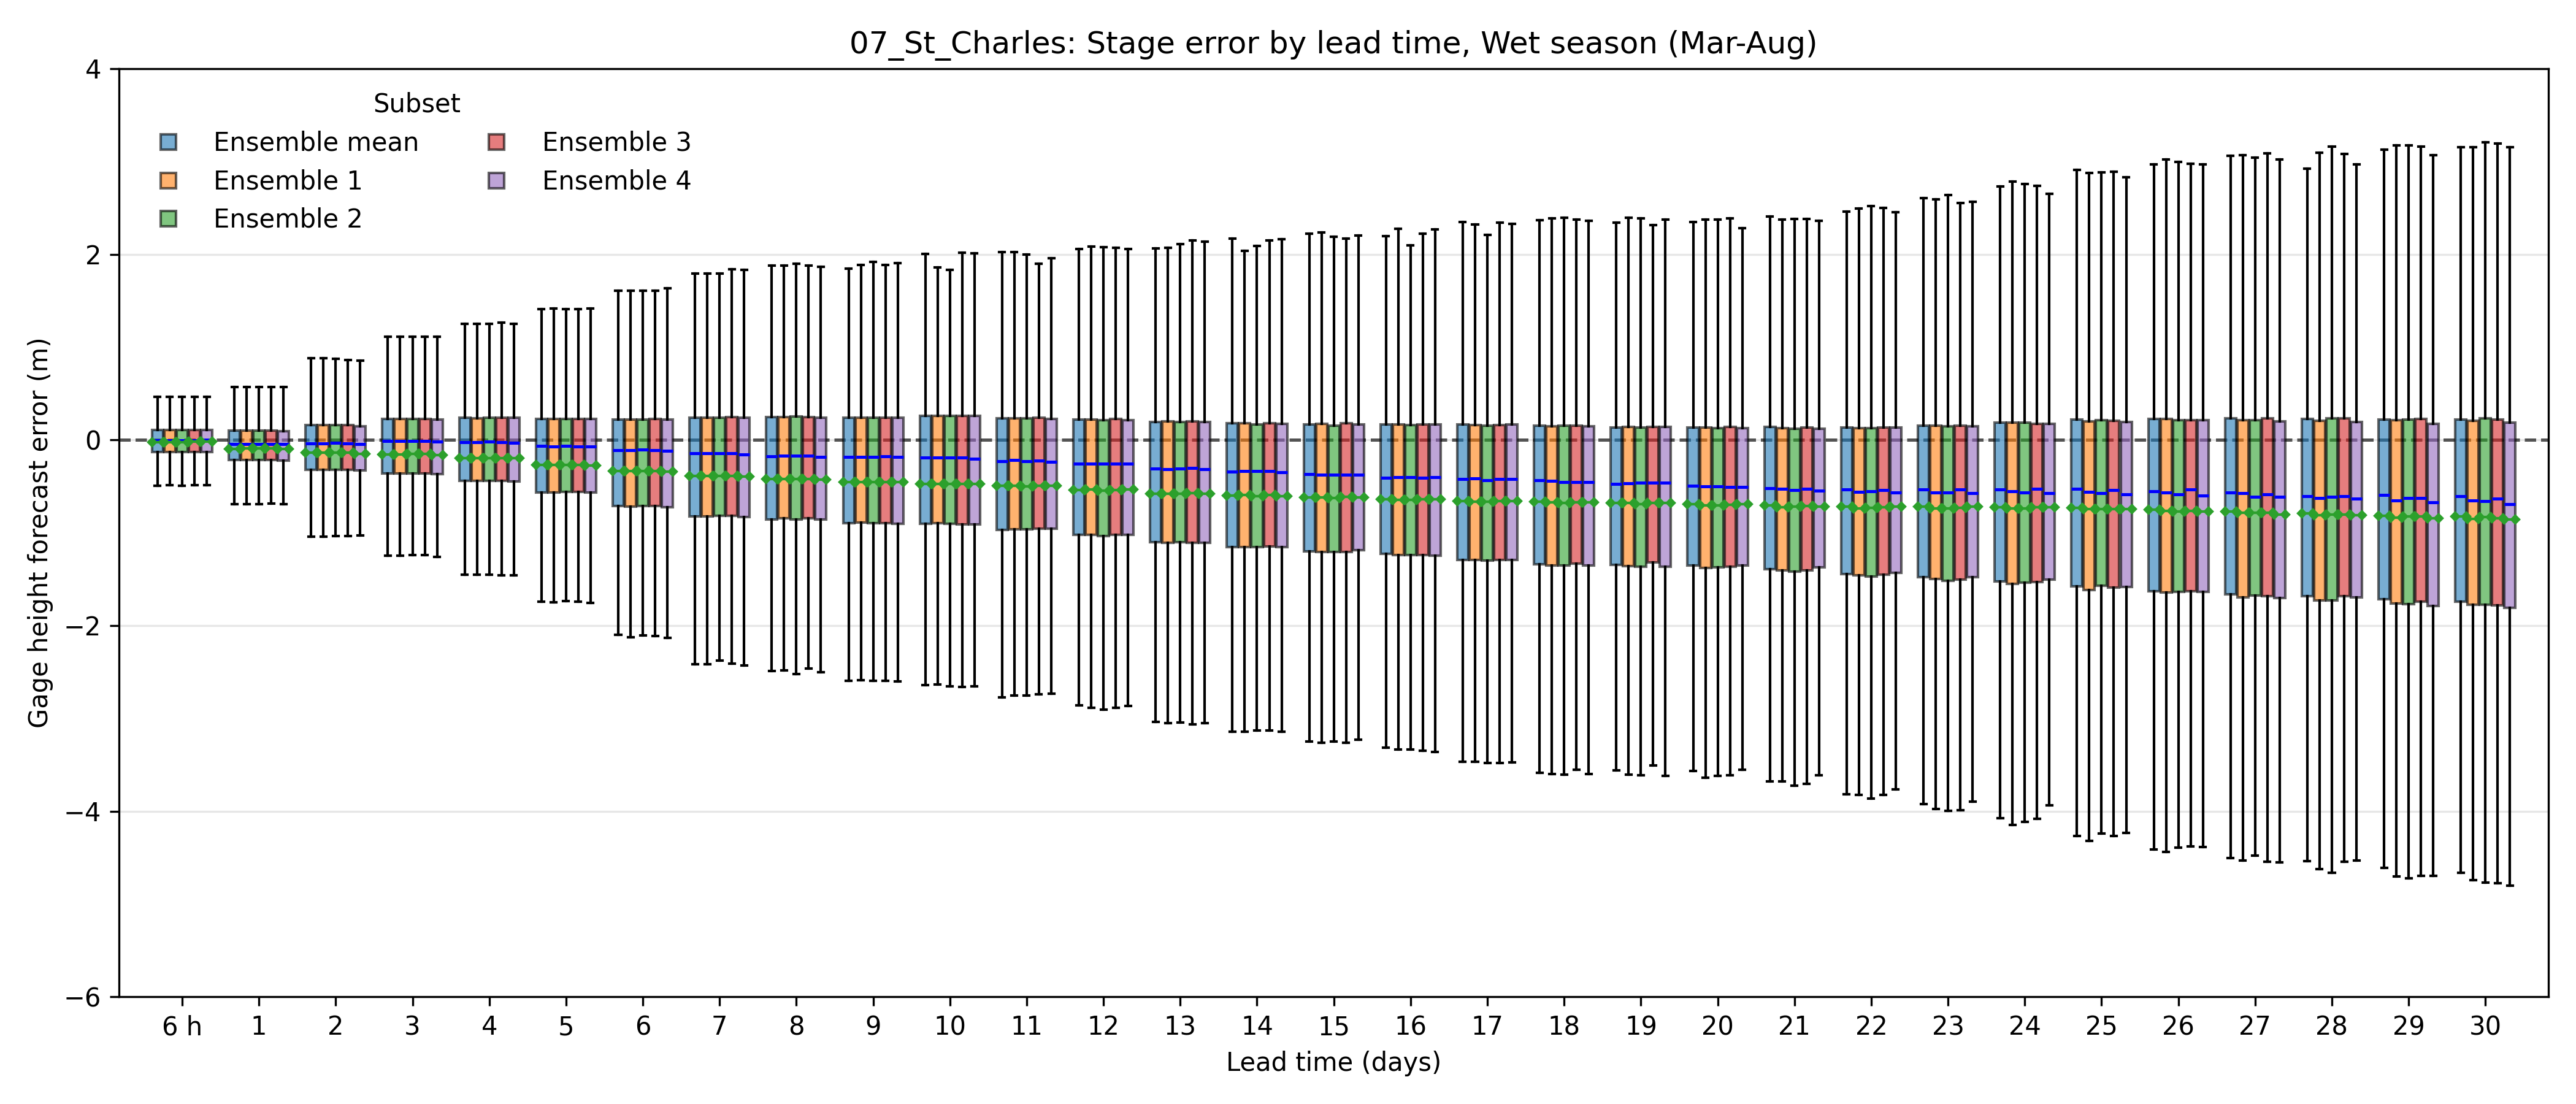 07_St_Charles: Stage error by lead time, Wet season (Mar-Aug)
Subset
Ensemble mean
Ensemble 1
Ensemble 2
Ensemble 3
Ensemble 4
Gage height forecast error (m)
4
2
0
−2
−4
−6
6 h 1 2 3 4 5 6 7 8 9 10 11 12 13 14 15 16 17 18 19 20 21 22 23 24 25 26 27 28 29 30
Lead time (days)